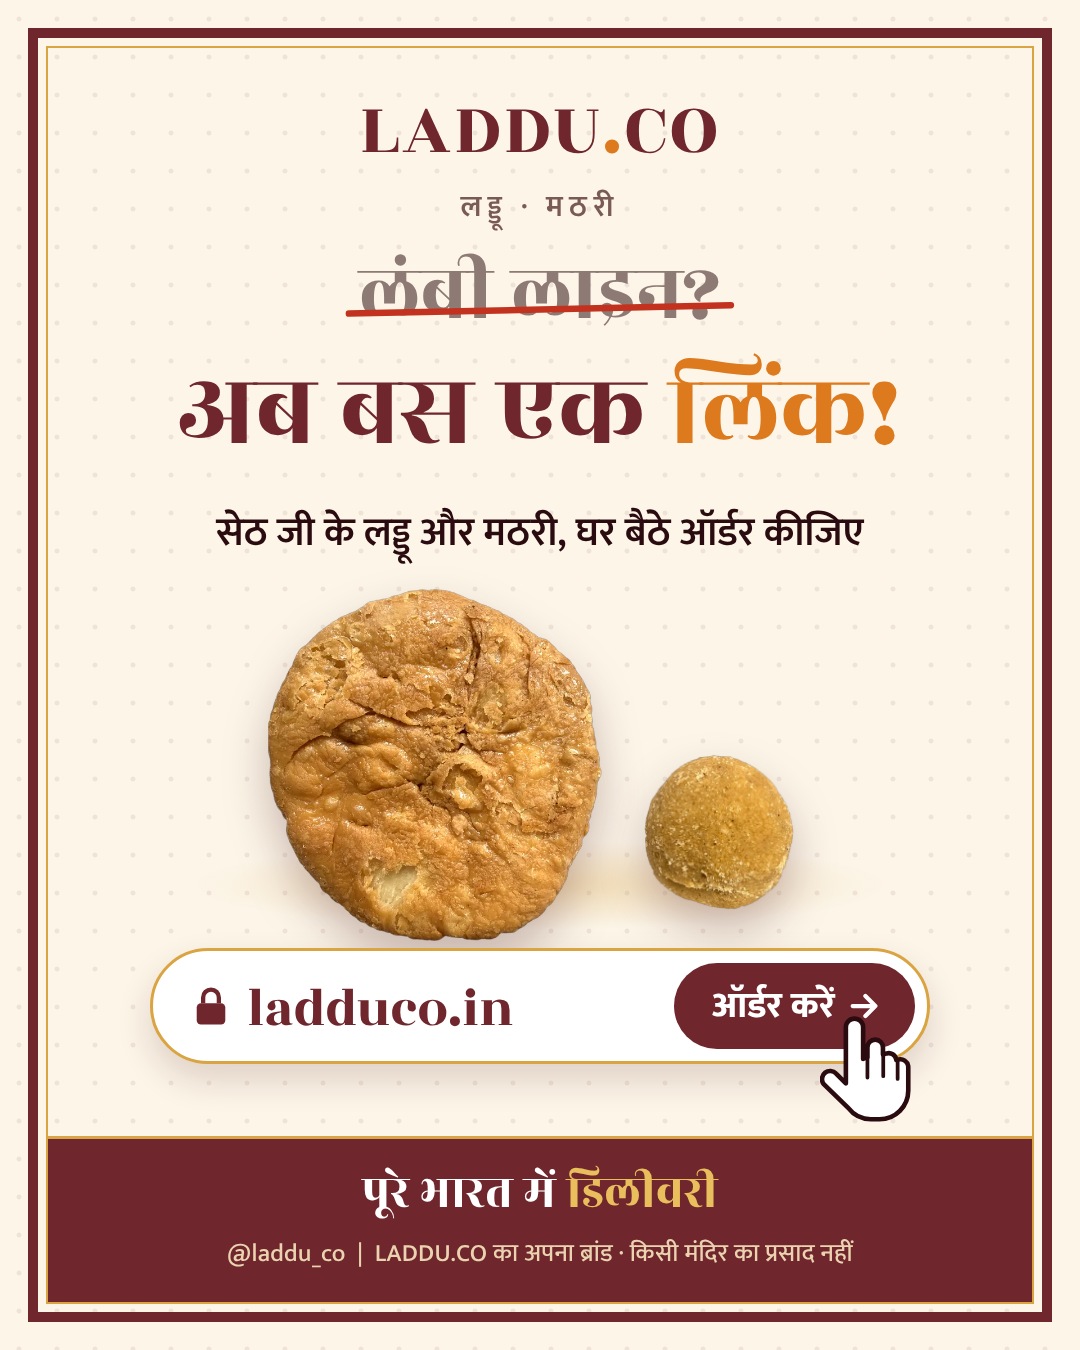 LADDU.CO
लड्डू · मठरी
लंबी लाइन?
अब बस एक लिंक!
सेठ जी के लड्डू और मठरी, घर बैठे ऑर्डर कीजिए
ladduco.in
ऑर्डर करें →
पूरे भारत में डिलीवरी
@laddu_co | LADDU.CO का अपना ब्रांड · किसी मंदिर का प्रसाद नहीं